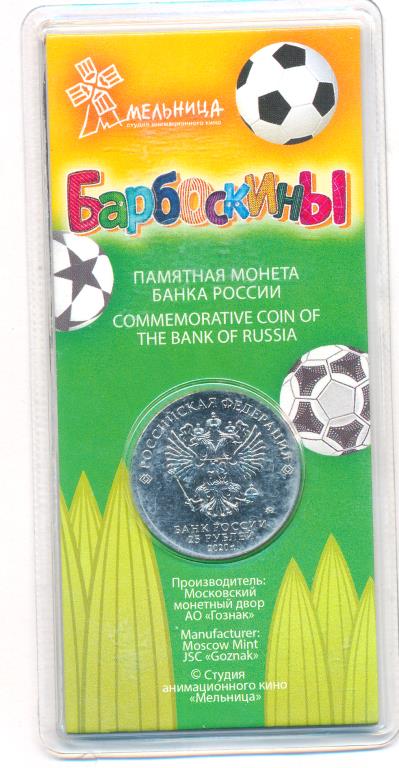 МЕЛЬНИЦА
студия анимационного кино
Барбоскины
ПАМЯТНАЯ МОНЕТА
БАНКА РОССИИ
COMMEMORATIVE COIN OF
THE BANK OF RUSSIA
РОССИЙСКАЯ ФЕДЕРАЦИЯ
БАНК РОССИИ
25 РУБЛЕЙ
2020 г.
Производитель:
Московский
монетный двор
АО «Гознак»
Manufacturer:
Moscow Mint
JSC «Goznak»
© Студия
анимационного кино
«Мельница»